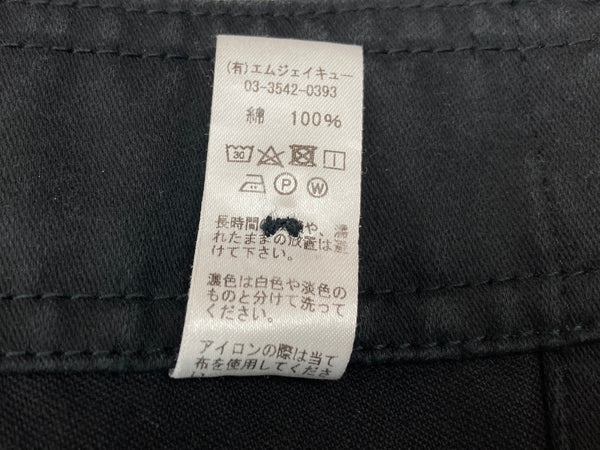 (有)エムジェイキュー
03-3542-0393
綿 100%
30
P W
長時間 や、濡
れたままの放置は避
けて下さい。
濃色は白色や淡色の
ものと分けて洗って
ください。
アイロンの際は当て
布を使用してくださ